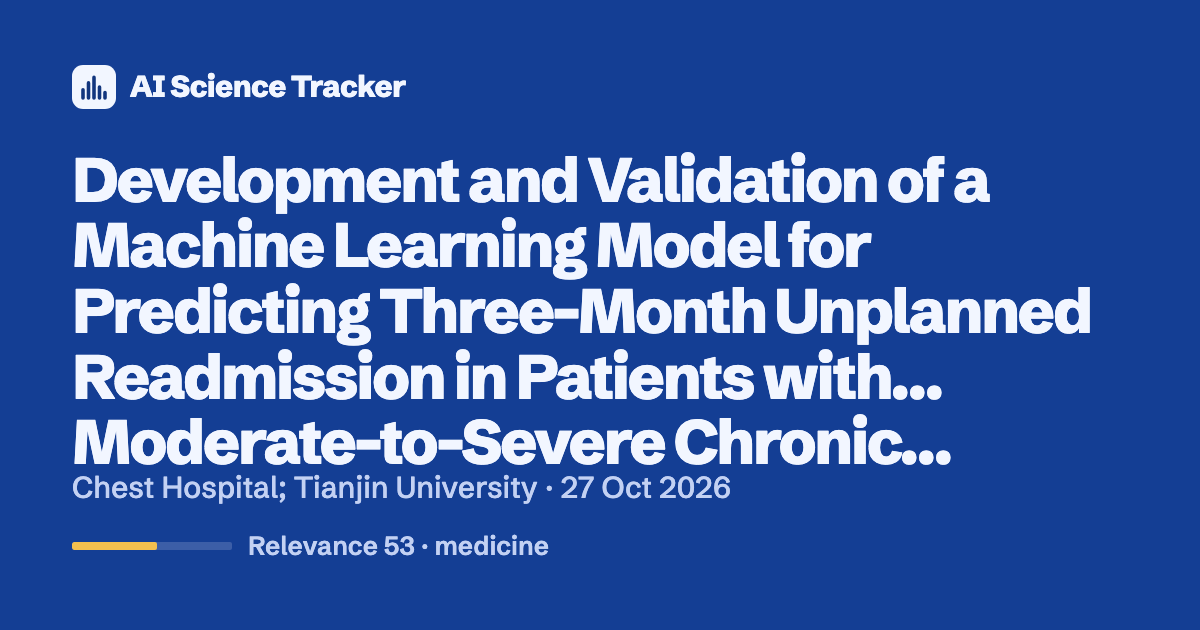 AI Science Tracker
Development and Validation of a
Machine Learning Model for
Predicting Three-Month Unplanned
Readmission in Patients with...
Moderate-to-Severe Chronic...
Chest Hospital; Tianjin University · 27 Oct 2026
Relevance 53 · medicine